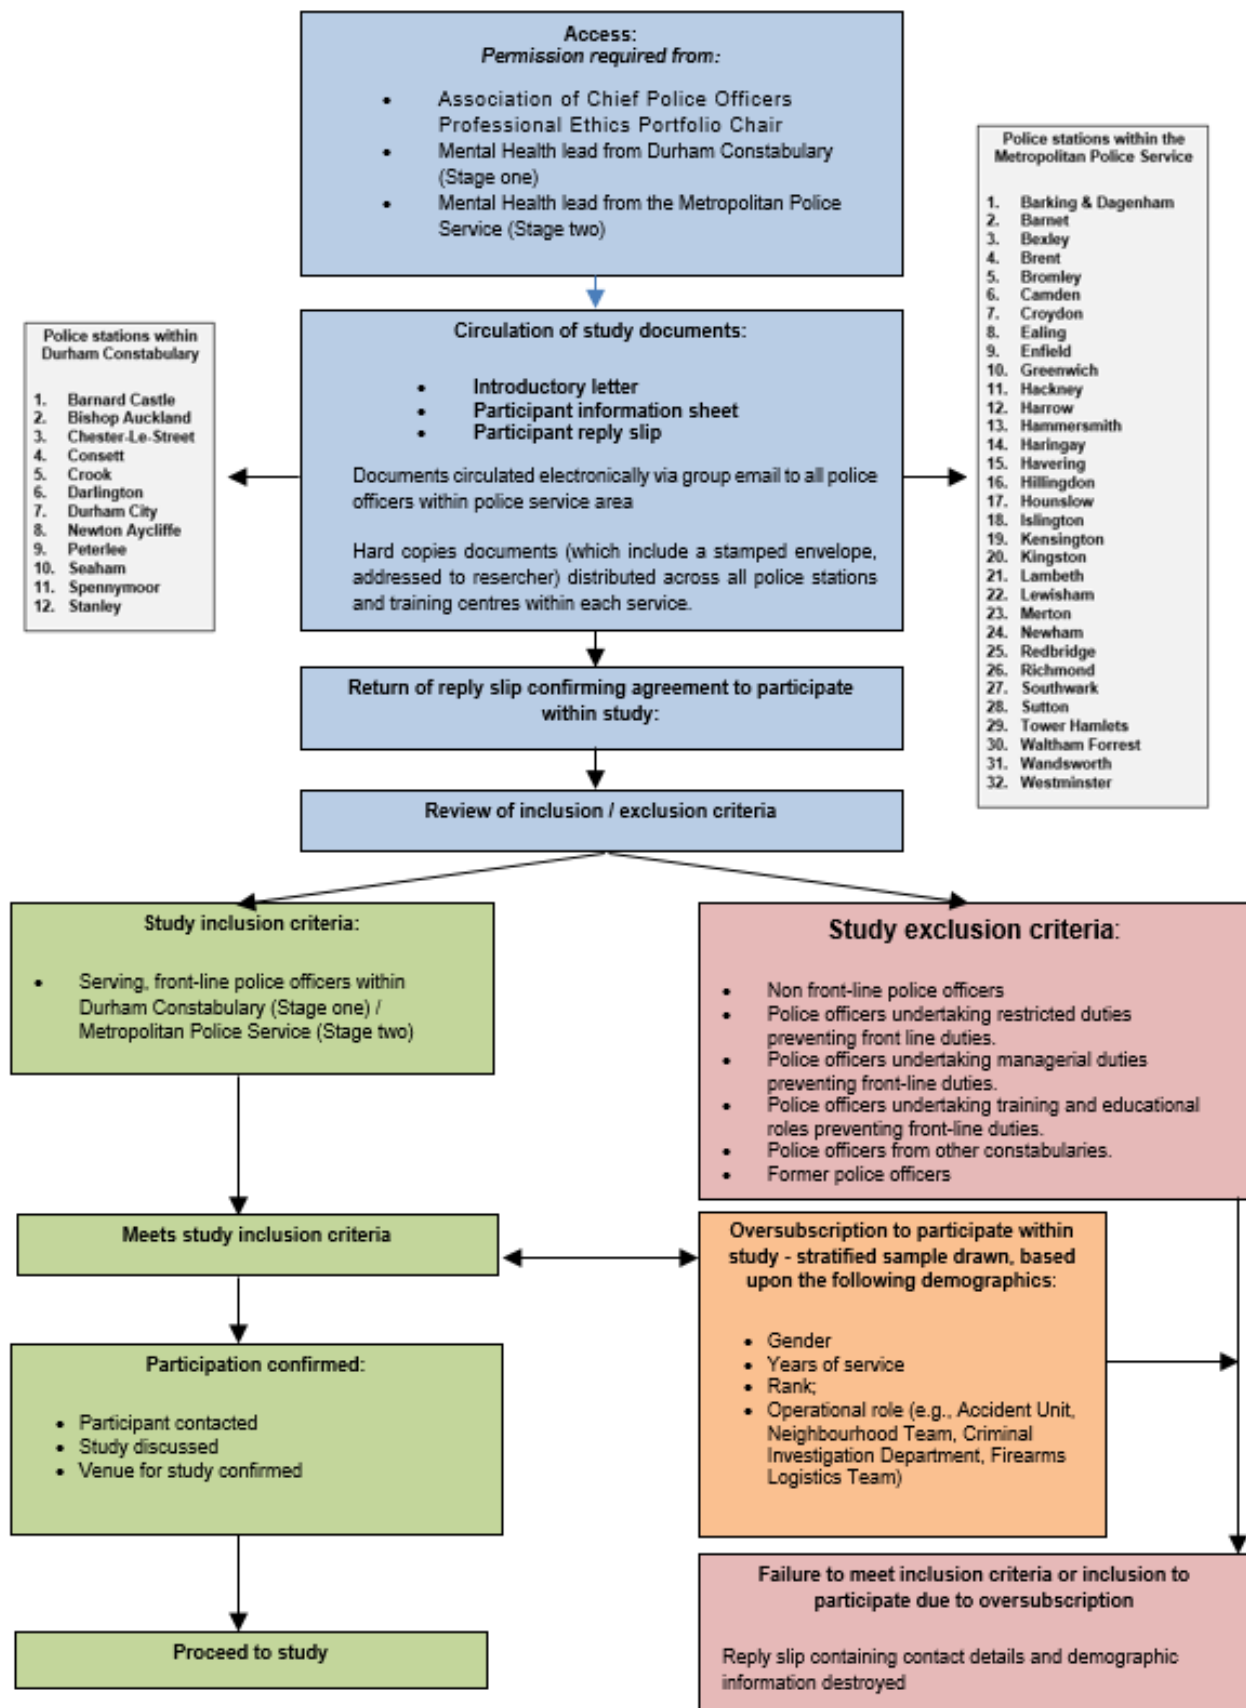 Access:
Permission required from:
• Association of Chief Police Officers
Professional Ethics Portfolio Chair
• Mental Health lead from Durham Constabulary
(Stage one)
• Mental Health lead from the Metropolitan Police
Service (Stage two)
Police stations within the
Metropolitan Police Service
1. Barking & Dagenham
2. Barnet
3. Bexley
4. Brent
5. Bromley
6. Camden
7. Croydon
8. Ealing
9. Enfield
10. Greenwich
11. Hackney
12. Harrow
13. Hammersmith
14. Haringay
15. Havering
16. Hillingdon
17. Hounslow
18. Islington
19. Kensington
20. Kingston
21. Lambeth
22. Lewisham
23. Merton
24. Newham
25. Redbridge
26. Richmond
27. Southwark
28. Sutton
29. Tower Hamlets
30. Waltham Forrest
31. Wandsworth
32. Westminster
Circulation of study documents:
• Introductory letter
• Participant information sheet
• Participant reply slip
Documents circulated electronically via group email to all police
officers within police service area
Hard copies documents (which include a stamped envelope,
addressed to resercher) distributed across all police stations
and training centres within each service.
Police stations within
Durham Constabulary
1. Barnard Castle
2. Bishop Auckland
3. Chester-Le-Street
4. Consett
5. Crook
6. Darlington
7. Durham City
8. Newton Aycliffe
9. Peterlee
10. Seaham
11. Spennymoor
12. Stanley
Return of reply slip confirming agreement to participate
within study:
Review of inclusion / exclusion criteria
Study inclusion criteria:
• Serving, front-line police officers within
Durham Constabulary (Stage one) /
Metropolitan Police Service (Stage two)
Study exclusion criteria:
• Non front-line police officers
• Police officers undertaking restricted duties
preventing front line duties.
• Police officers undertaking managerial duties
preventing front-line duties.
• Police officers undertaking training and educational
roles preventing front-line duties.
• Police officers from other constabularies.
• Former police officers
Meets study inclusion criteria
Oversubscription to participate within
study - stratified sample drawn, based
upon the following demographics:
• Gender
• Years of service
• Rank;
• Operational role (e.g., Accident Unit,
Neighbourhood Team, Criminal
Investigation Department, Firearms
Logistics Team)
Participation confirmed:
• Participant contacted
• Study discussed
• Venue for study confirmed
Failure to meet inclusion criteria or inclusion to
participate due to oversubscription
Reply slip containing contact details and demographic
information destroyed
Proceed to study